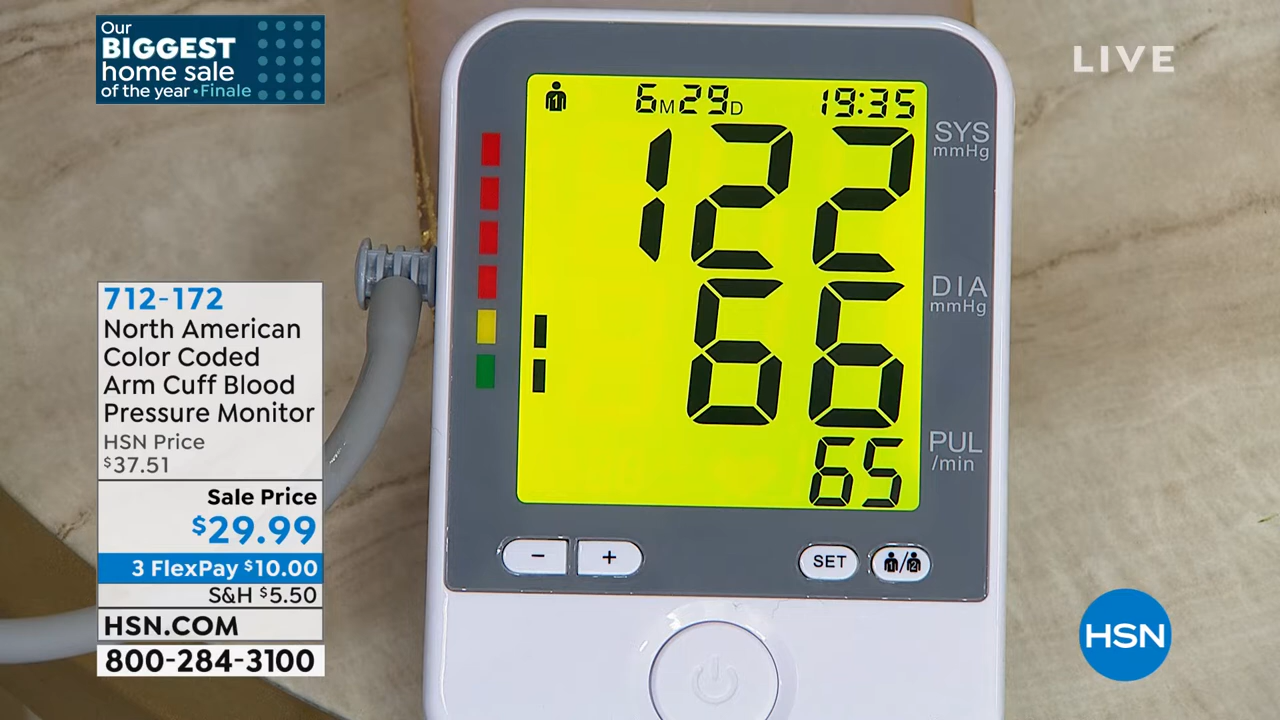 Our
BIGGEST
home sale
of the year • Finale
LIVE
6M29D 19:35
SYS
mmHg
122
DIA
mmHg
66
PUL
/min
65
- + SET 1/2
712-172
North American
Color Coded
Arm Cuff Blood
Pressure Monitor
HSN Price
$37.51
Sale Price
$29.99
3 FlexPay $10.00
S&H $5.50
HSN.COM
800-284-3100
HSN